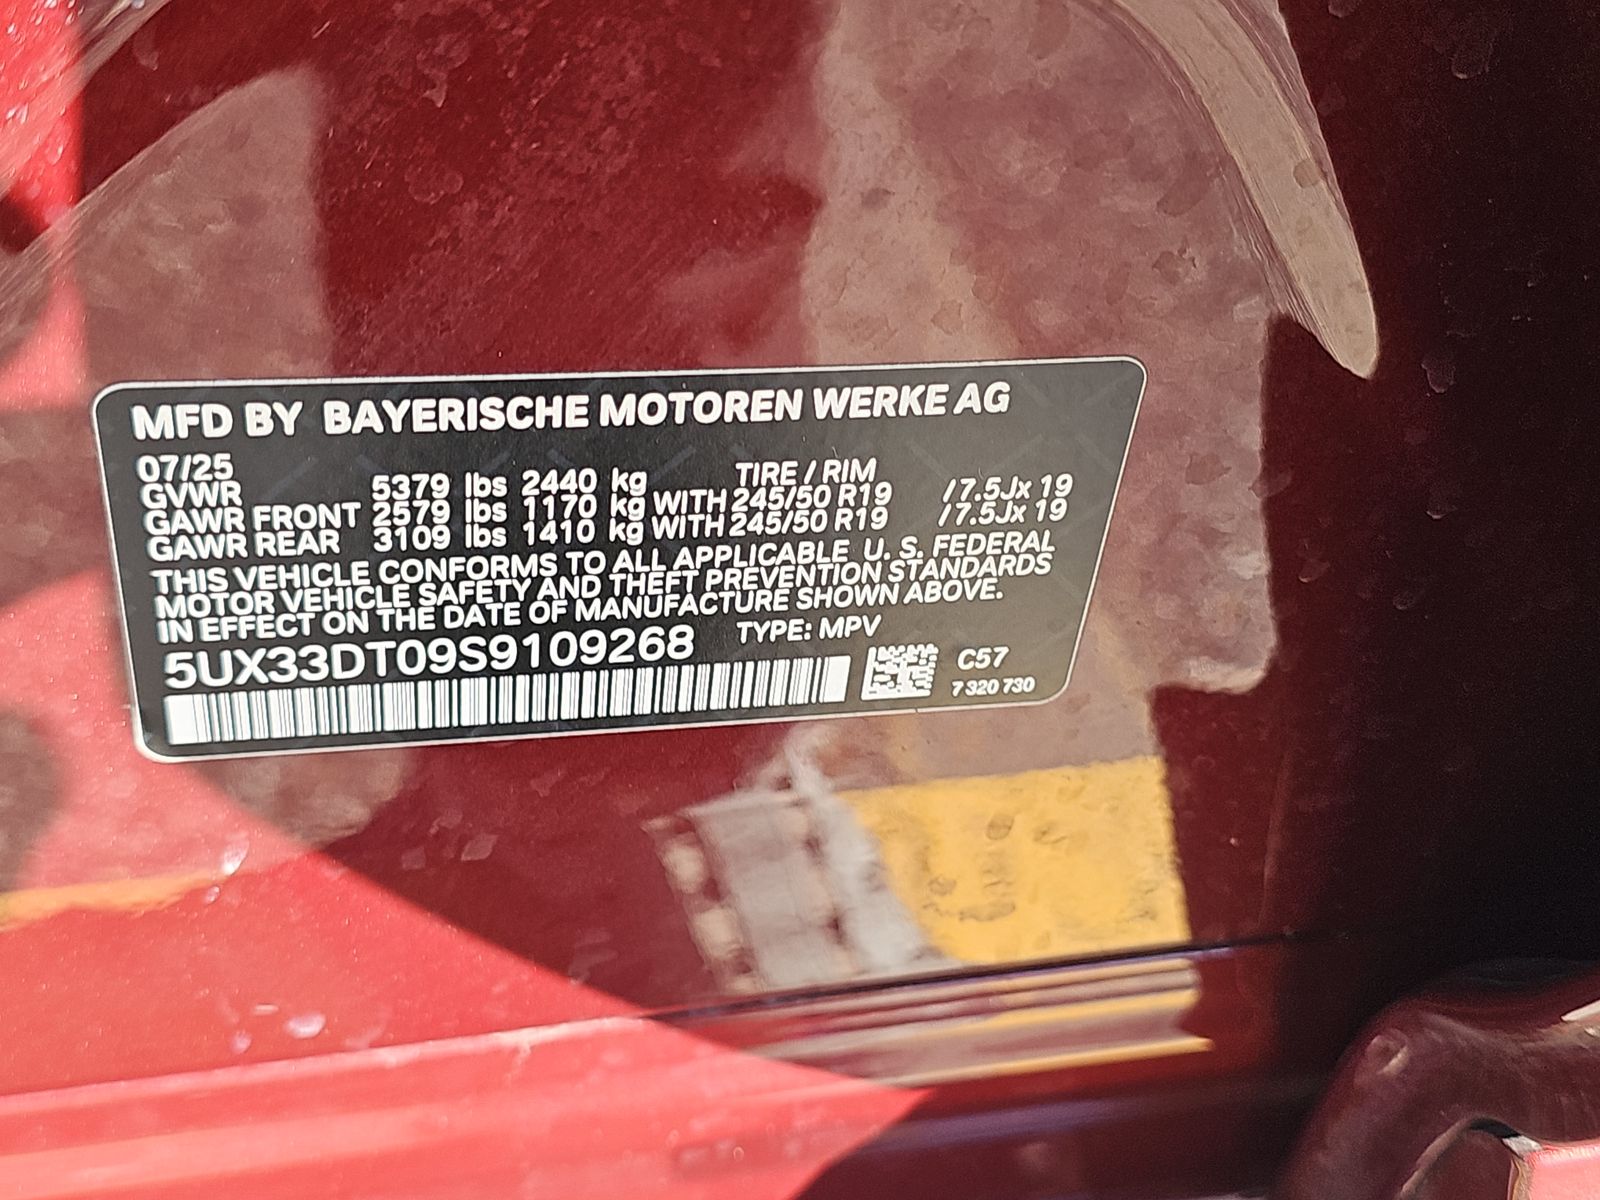 MFD BY BAYERISCHE MOTOREN WERKE AG
07/25 TIRE / RIM
GVWR 5379 lbs 2440 kg
GAWR FRONT 2579 lbs 1170 kg WITH 245/50 R19 /7.5Jx 19
GAWR REAR 3109 lbs 1410 kg WITH 245/50 R19 /7.5Jx 19
THIS VEHICLE CONFORMS TO ALL APPLICABLE U. S. FEDERAL
MOTOR VEHICLE SAFETY AND THEFT PREVENTION STANDARDS
IN EFFECT ON THE DATE OF MANUFACTURE SHOWN ABOVE.
5UX33DT09S9109268 TYPE: MPV
C57
7 320 730